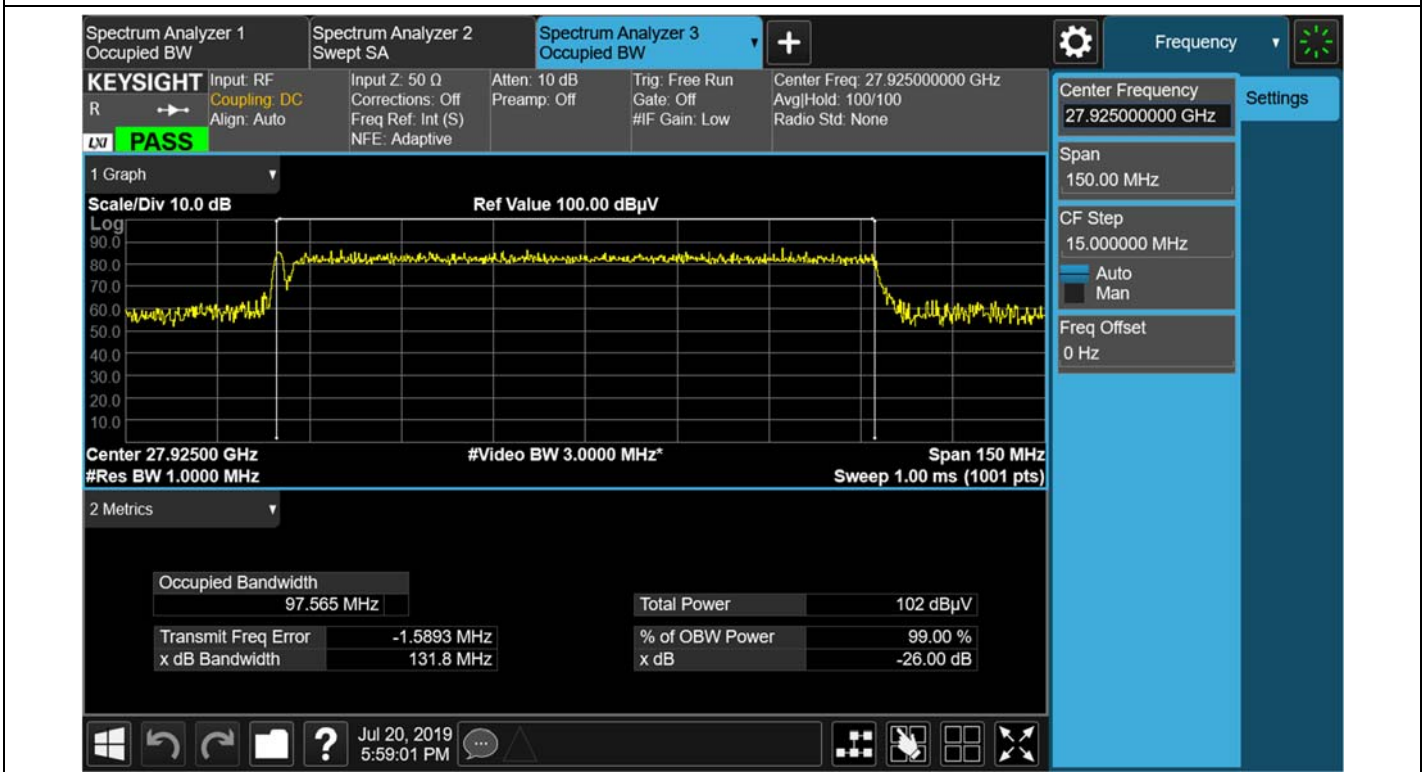 Spectrum Analyzer 1
Occupied BW
Spectrum Analyzer 2
Swept SA
Spectrum Analyzer 3
Occupied BW
Frequency
KEYSIGHT
R
LXI
PASS
Input: RF
Coupling: DC
Align: Auto
Input Z: 50 Ω
Corrections: Off
Freq Ref: Int (S)
NFE: Adaptive
Atten: 10 dB
Preamp: Off
Trig: Free Run
Gate: Off
#IF Gain: Low
Center Freq: 27.925000000 GHz
Avg|Hold: 100/100
Radio Std: None
Center Frequency
27.925000000 GHz
Settings
Span
150.00 MHz
CF Step
15.000000 MHz
Auto
Man
Freq Offset
0 Hz
1 Graph
Scale/Div 10.0 dB
Ref Value 100.00 dBµV
Log
90.0
80.0
70.0
60.0
50.0
40.0
30.0
20.0
10.0
Center 27.92500 GHz
#Video BW 3.0000 MHz*
Span 150 MHz
#Res BW 1.0000 MHz
Sweep 1.00 ms (1001 pts)
2 Metrics
Occupied Bandwidth
97.565 MHz
Total Power 102 dBµV
Transmit Freq Error -1.5893 MHz
% of OBW Power 99.00 %
x dB Bandwidth 131.8 MHz
x dB -26.00 dB
?
Jul 20, 2019
5:59:01 PM